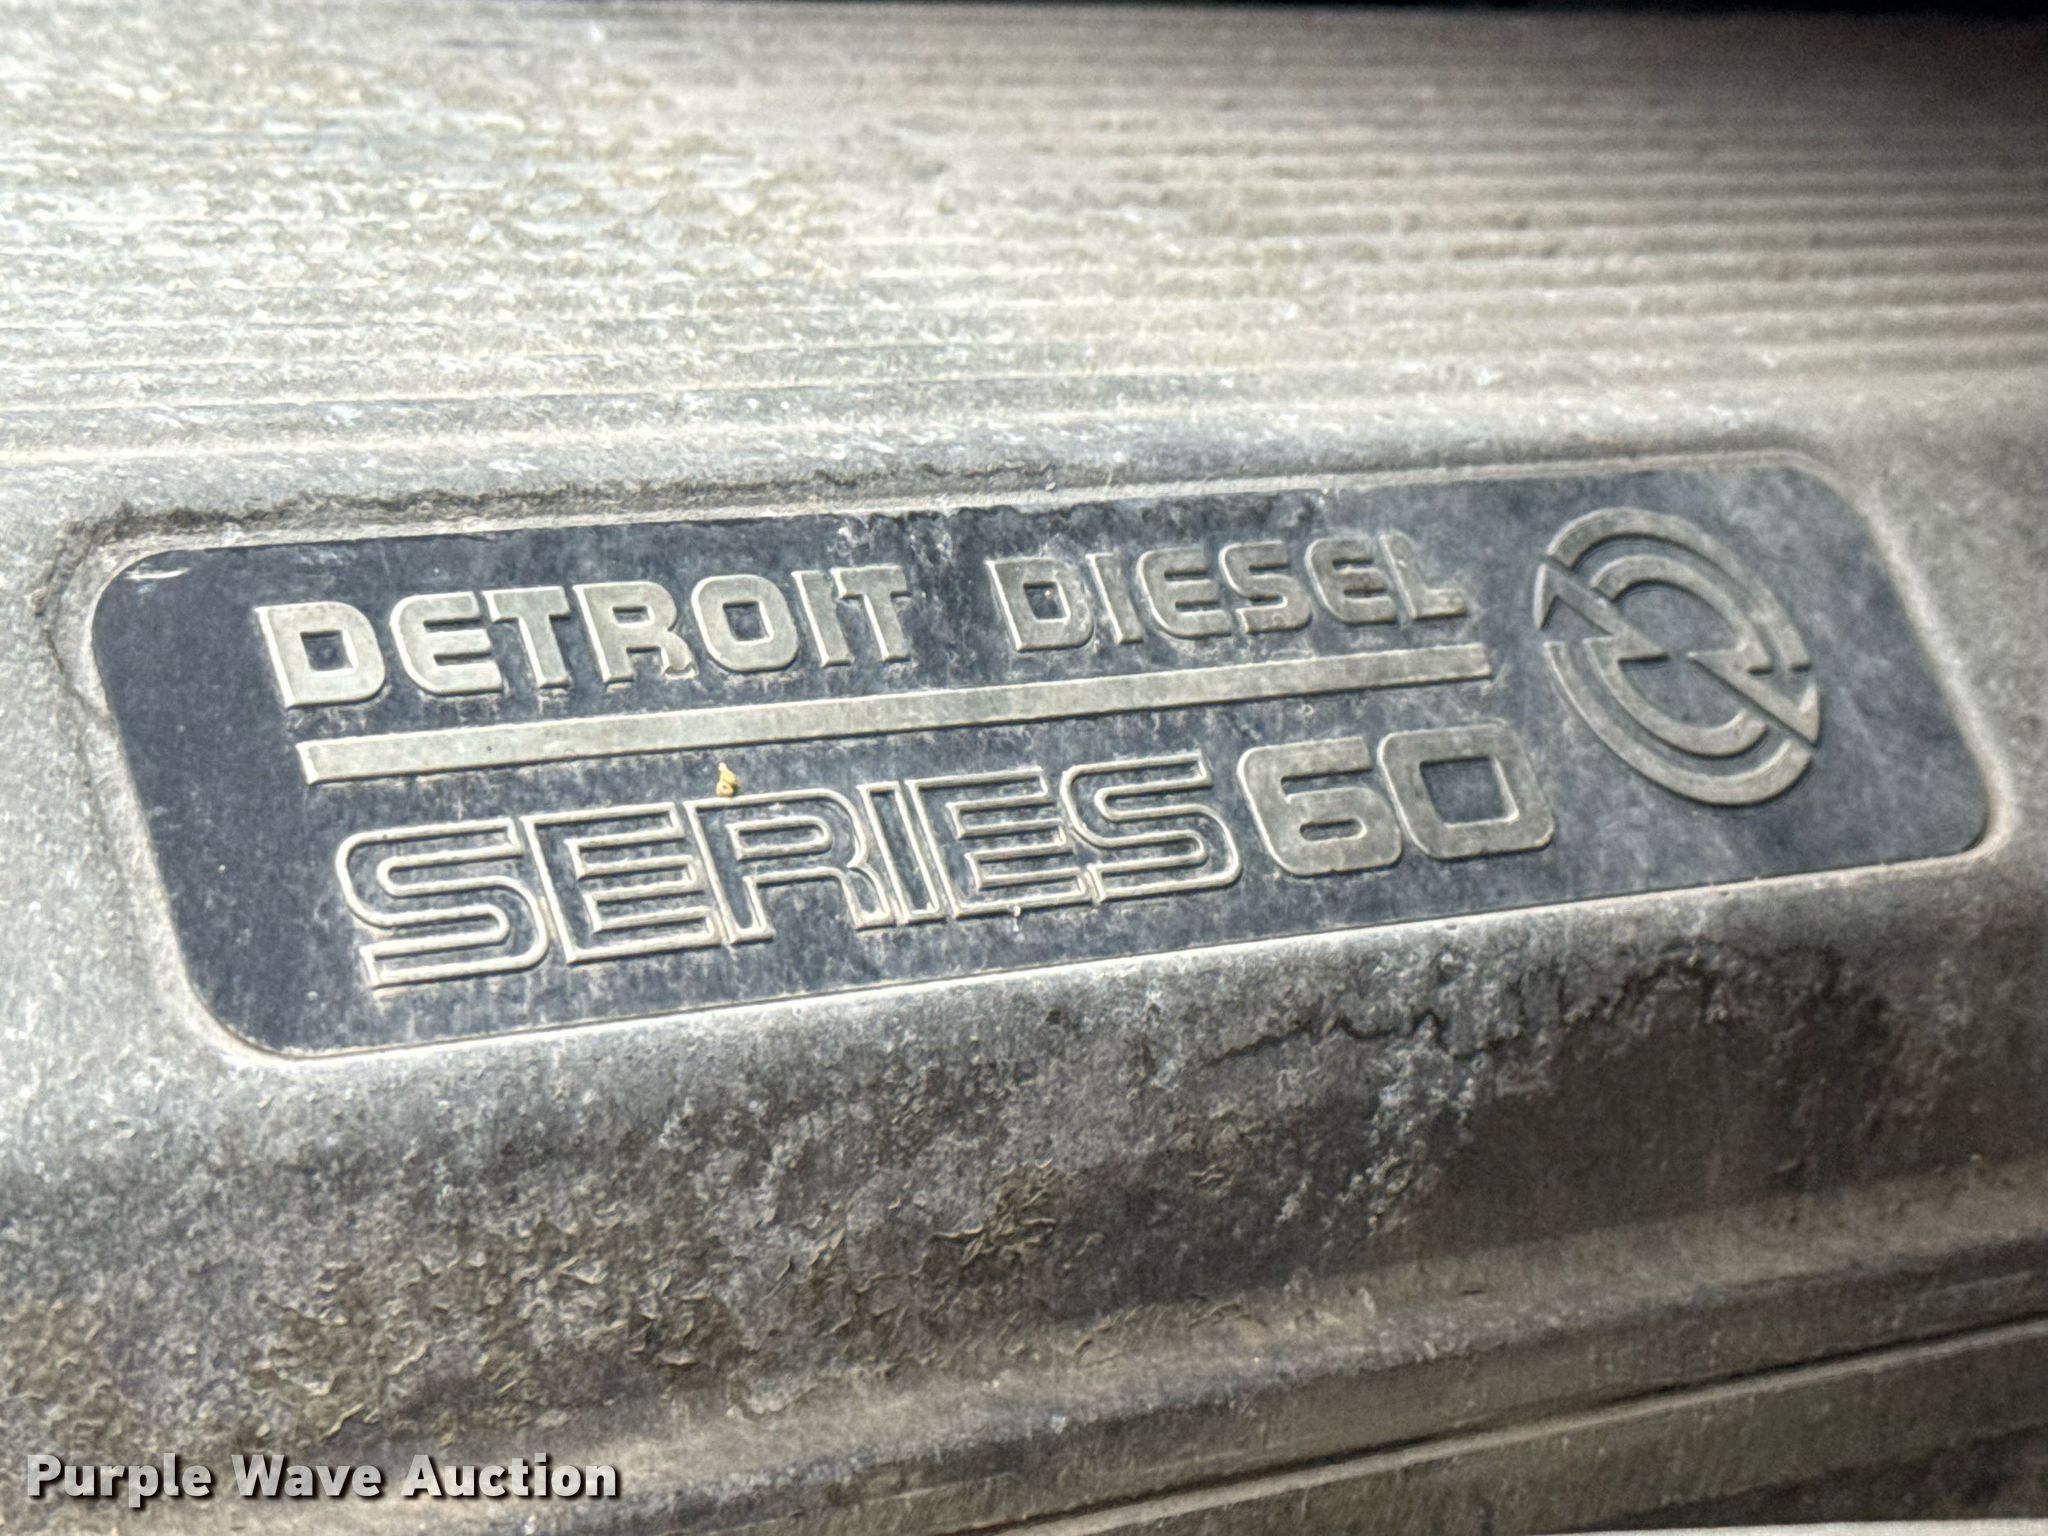 DETROIT DIESEL
SERIES 60
Purple Wave Auction